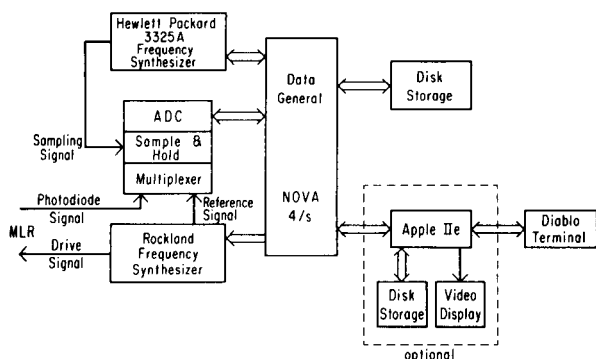 Hewlett Packard
3325A
Frequency
Synthesizer
Data
General
NOVA
4/s
Disk
Storage
ADC
Sample &
Hold
Multiplexer
Sampling
Signal
Photodiode
Signal
Reference
Signal
MLR
Drive
Signal
Rockland
Frequency
Synthesizer
Apple IIe
Diablo
Terminal
Disk
Storage
Video
Display
optional